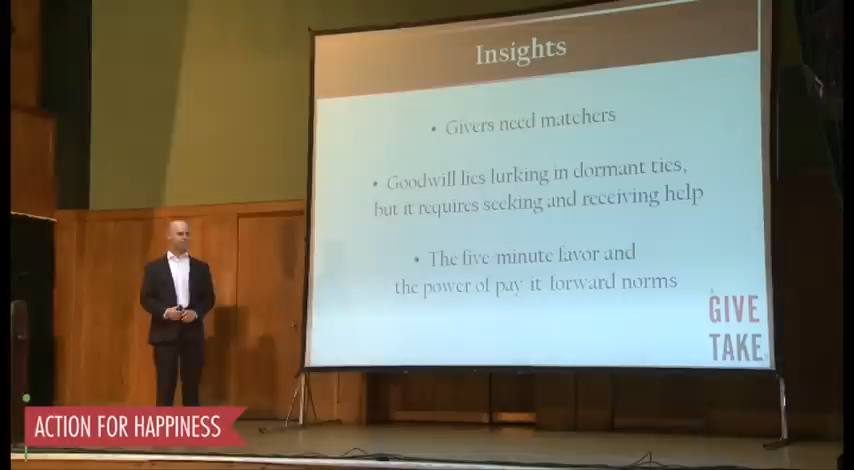 Insights
• Givers need matchers
• Goodwill lies lurking in dormant ties,
but it requires seeking and receiving help
• The five-minute favor and
the power of pay it forward norms
GIVE
TAKE
ACTION FOR HAPPINESS